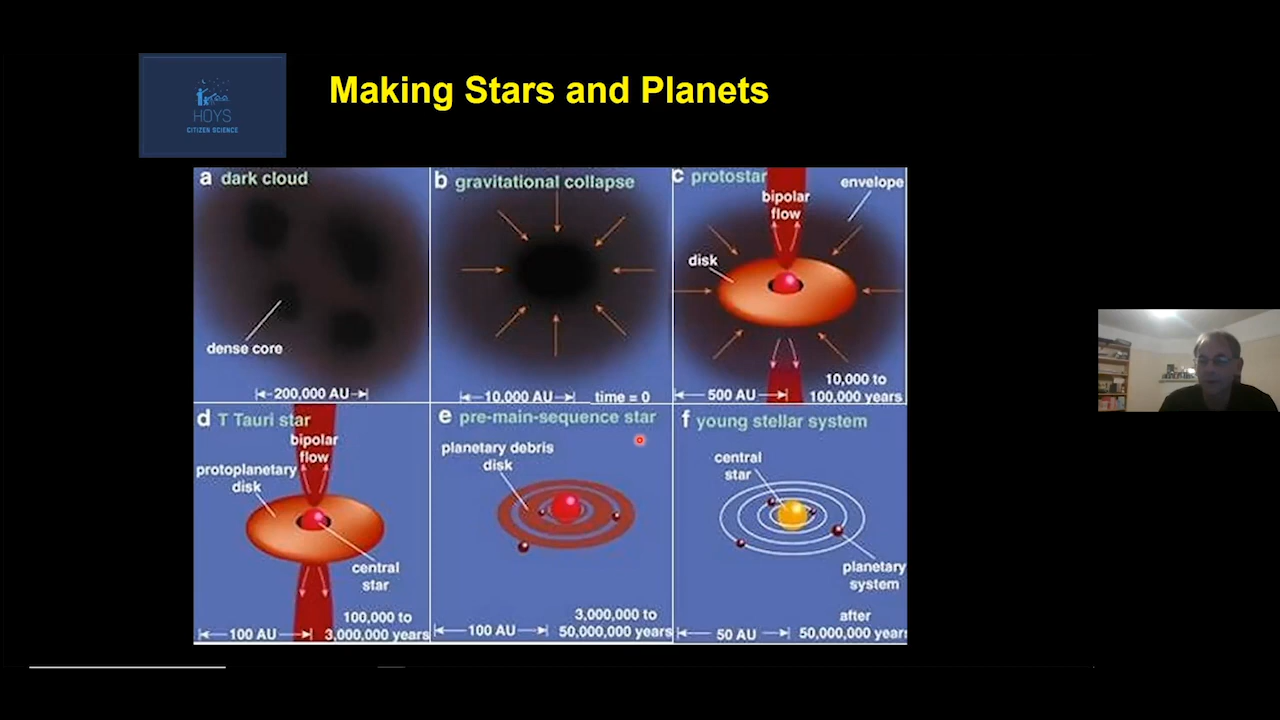 Making Stars and Planets
HOYS
CITIZEN SCIENCE
a dark cloud
dense core
200,000 AU
b gravitational collapse
10,000 AU
time = 0
c protostar
envelope
bipolar
flow
disk
500 AU
10,000 to
100,000 years
d T Tauri star
bipolar
flow
protoplanetary
disk
central
star
100 AU
100,000 to
3,000,000 years
e pre-main-sequence star
planetary debris
disk
100 AU
3,000,000 to
50,000,000 years
f young stellar system
central
star
planetary
system
50 AU
after
50,000,000 years